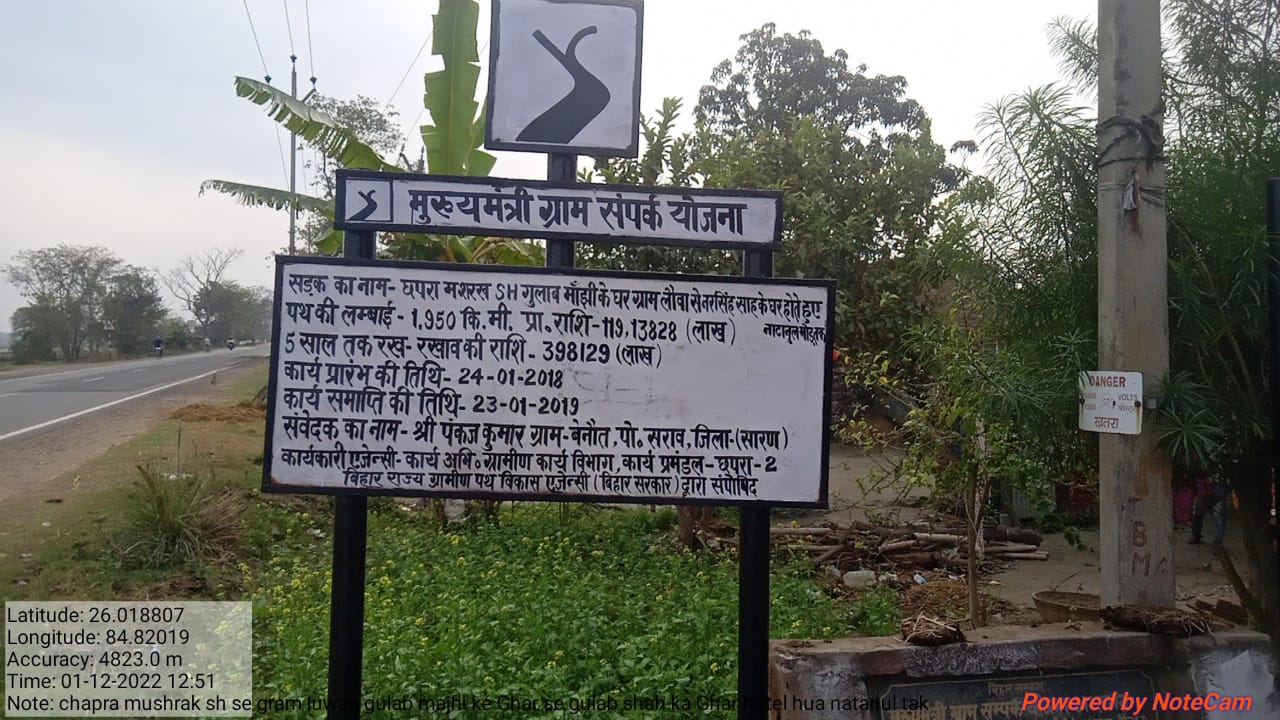 मुख्यमंत्री ग्राम संपर्क योजना
सड़क का नाम- छपरा मशरख SH गुलाब माँझी के घर ग्राम लौवा से नरसिंह साह के घर होते हुए
पथ की लम्बाई - 1.950 कि.मी. प्रा. राशि-119,13828 (लाख)
5 साल तक रख-रखाव की राशि - 398129 (लाख)
कार्य प्रारंभ की तिथि- 24-01-2018
कार्य समाप्ति की तिथि- 23-01-2019
संवेदक का नाम- श्री पंकज कुमार ग्राम-बेनौत, पो. सराव, जिला-(सारण)
कार्यकारी एजेन्सी-कार्य अभि॰ ग्रामीण कार्य विभाग, कार्य प्रमंडल-छपरा-2
बिहार राज्य ग्रामीण पथ विकास एजेन्सी (बिहार सरकार) द्वारा संपोषित
DANGER
VOLTS
खतरा
B M
बिहार सरकार
Latitude: 26.018807
Longitude: 84.82019
Accuracy: 4823.0 m
Time: 01-12-2022 12:51
Note: chapra mushrak sh se gram luwaa gulab majhi ke Ghar se gulab shah ka Ghar hotel hua natanul tak
Powered by NoteCam